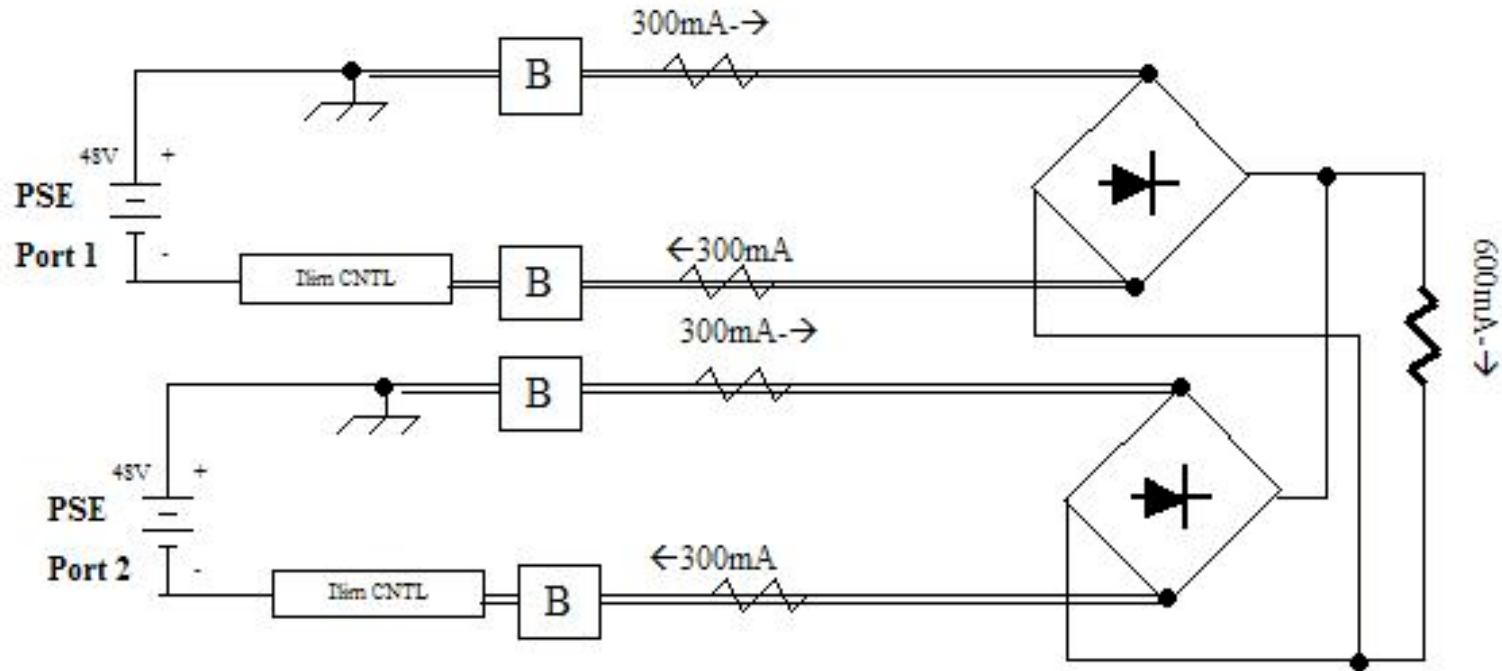 300mA-→
B
48V +
PSE
Port 1 -
Ilim CNTL
B
←300mA
300mA-→
B
600mA-→
48V +
PSE
Port 2 -
Ilim CNTL
B
←300mA